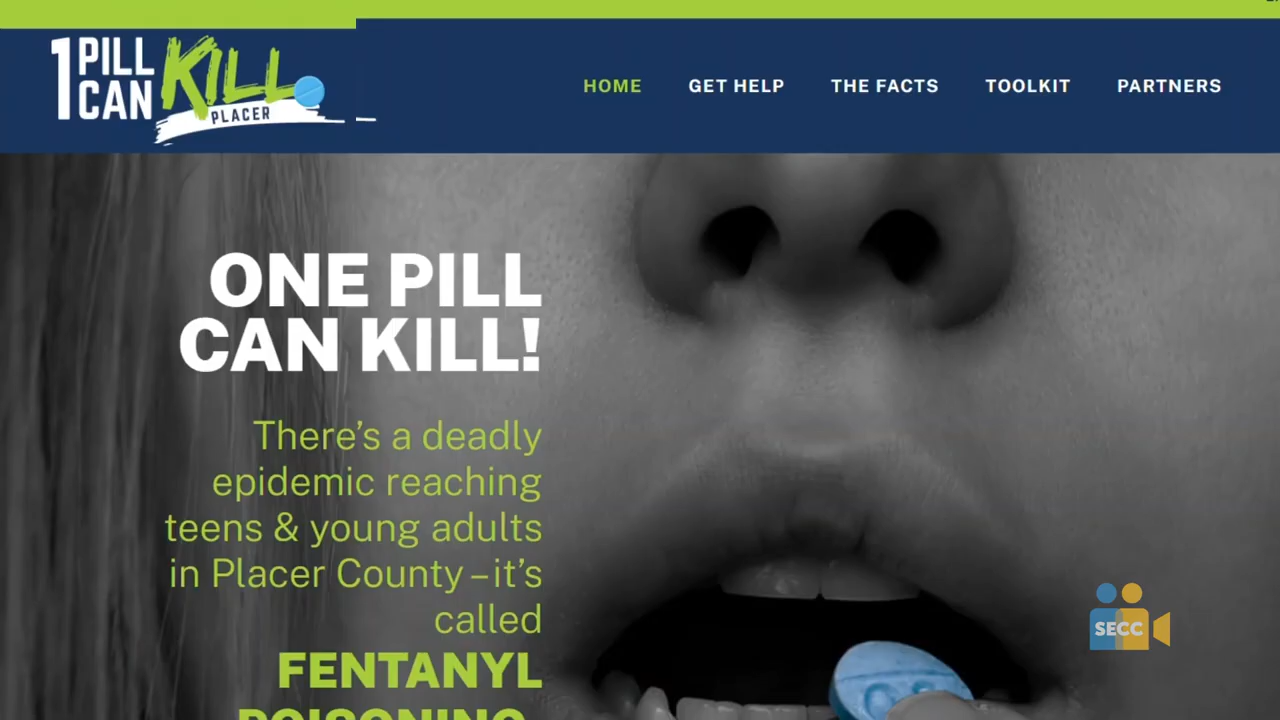 1 PILL CAN KILL
PLACER
HOME GET HELP THE FACTS TOOLKIT PARTNERS
ONE PILL
CAN KILL!
There’s a deadly
epidemic reaching
teens & young adults
in Placer County – it’s
called
FENTANYL
POISONING.
SECC